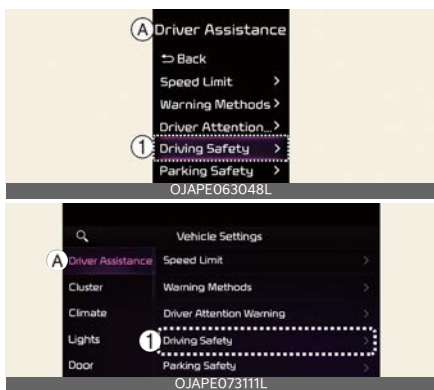 A Driver Assistance
Back
Speed Limit >
Warning Methods >
Driver Attention... >
1 Driving Safety >
Parking Safety >
OJAPE063048L
Vehicle Settings
A Driver Assistance Speed Limit >
Cluster Warning Methods >
Climate Driver Attention Warning >
Lights 1 Driving Safety >
Door Parking Safety >
OJAPE073111L